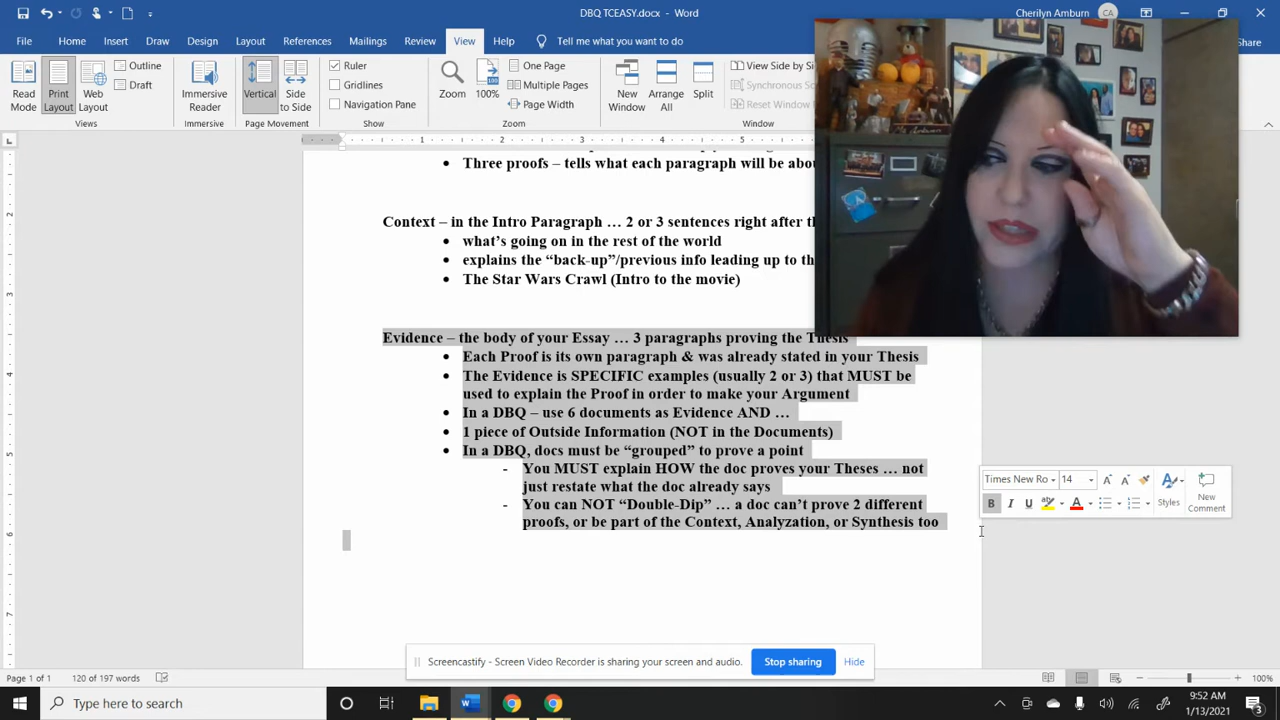 DBQ TCEASY.docx - Word
Kimberly Amburn
CA
File Home Insert Draw Design Layout References Mailings Review View Tell me what you want to do Share
Read Mode
Print Layout
Web Layout
Outline
Draft
Views
Immersive Reader
Immersive
Vertical
Side to Side
Page Movement
Ruler
Gridlines
Navigation Pane
Show
Zoom
100%
One Page
Multiple Pages
Page Width
Zoom
New Window
Arrange All
Split
View Side by Si
Synchronous Sc
Reset Window
Window
Three proofs – tells what each paragraph will be abou
Context – in the Intro Paragraph … 2 or 3 sentences right after th
what’s going on in the rest of the world
explains the “back-up”/previous info leading up to th
The Star Wars Crawl (Intro to the movie)
Evidence – the body of your Essay … 3 paragraphs proving the Thesis
Each Proof is its own paragraph & was already stated in your Thesis
The Evidence is SPECIFIC examples (usually 2 or 3) that MUST be
used to explain the Proof in order to make your Argument
In a DBQ – use 6 documents as Evidence AND …
1 piece of Outside Information (NOT in the Documents)
In a DBQ, docs must be “grouped” to prove a point
- You MUST explain HOW the doc proves your Theses … not
just restate what the doc already says
- You can NOT “Double-Dip” … a doc can’t prove 2 different
proofs, or be part of the Context, Analyzation, or Synthesis too
Times New Ro 14
B I U
Styles
New Comment
Screencastify - Screen Video Recorder is sharing your screen and audio. Stop sharing Hide
Page 1 of 1 120 of 197 words 100%
Type here to search
9:52 AM
1/13/2021
3